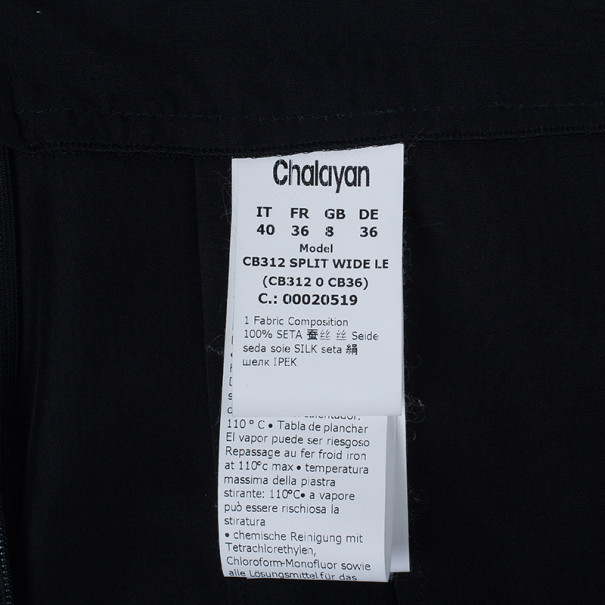 Chalayan
IT FR GB DE
40 36 8 36
Model
CB312 SPLIT WIDE LE
(CB312 0 CB36)
C.: 00020519
1 Fabric Composition
100% SETA 蚕丝 丝 Seide
seda soie SILK seta 絹
шелк IPEK
110 ° C • Tabla de planchar
El vapor puede ser riesgoso
Repassage au fer froid iron
at 110°c max • temperatura
massima della piastra
stirante: 110°C• a vapore
può essere rischiosa la
stiratura
• chemische Reinigung mit
Tetrachlorethylen,
Chloroform-Monofluor sowie
alle Lösungsmittel für das